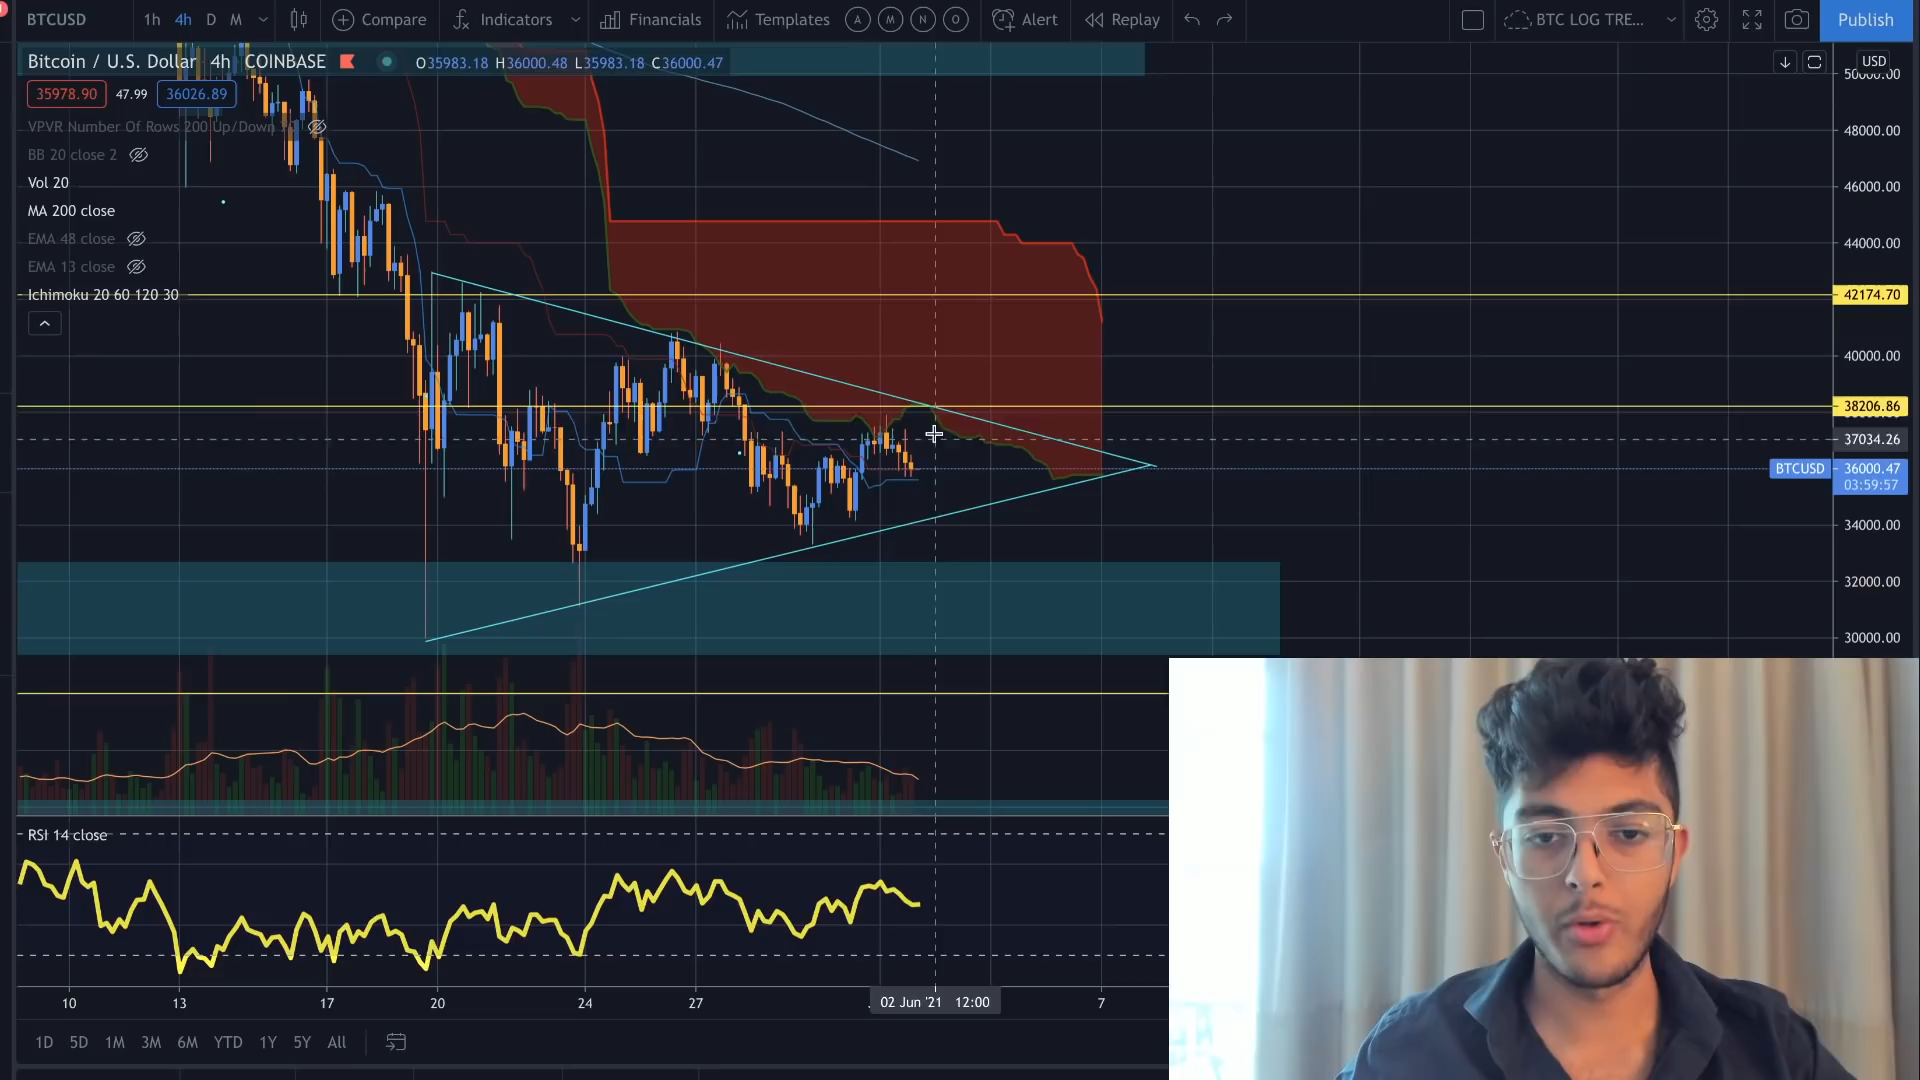 BTCUSD 1h 4h D M Compare Indicators Financials Templates A M N O Alert Replay BTC LOG TRE... Publish
Bitcoin / U.S. Dollar 4h COINBASE O35983.18 H36000.48 L35983.18 C36000.47
USD
35978.90 47.99 36026.89
VPVR Number Of Rows 200 Up/Down
BB 20 close 2
Vol 20
MA 200 close
EMA 48 close
EMA 13 close
Ichimoku 20 60 120 30
50000.00
48000.00
46000.00
44000.00
42174.70
40000.00
38206.86
37034.26
BTCUSD 36000.47
03:59:57
34000.00
32000.00
30000.00
RSI 14 close
10 13 17 20 24 27 02 Jun '21 12:00 7
1D 5D 1M 3M 6M YTD 1Y 5Y All